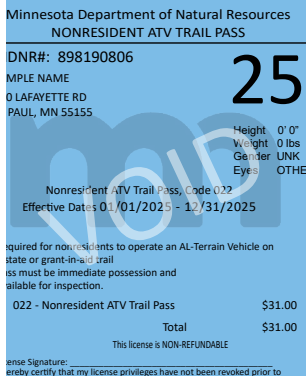 Minnesota Department of Natural Resources
NONRESIDENT ATV TRAIL PASS
DNR#: 898190806
25
MPLE NAME
0 LAFAYETTE RD
PAUL, MN 55155
Height 0' 0"
Weight 0 lbs
Gender UNK
Eyes OTHE
VOID
Nonresident ATV Trail Pass, Code 022
Effective Dates 01/01/2025 - 12/31/2025
equired for nonresidents to operate an AL-Terrain Vehicle on
state or grant-in-aid trail
ass must be immediate possession and
vailable for inspection.
022 - Nonresident ATV Trail Pass $31.00
Total $31.00
This license is NON-REFUNDABLE
cense Signature:
ereby certify that my license privileges have not been revoked prior to